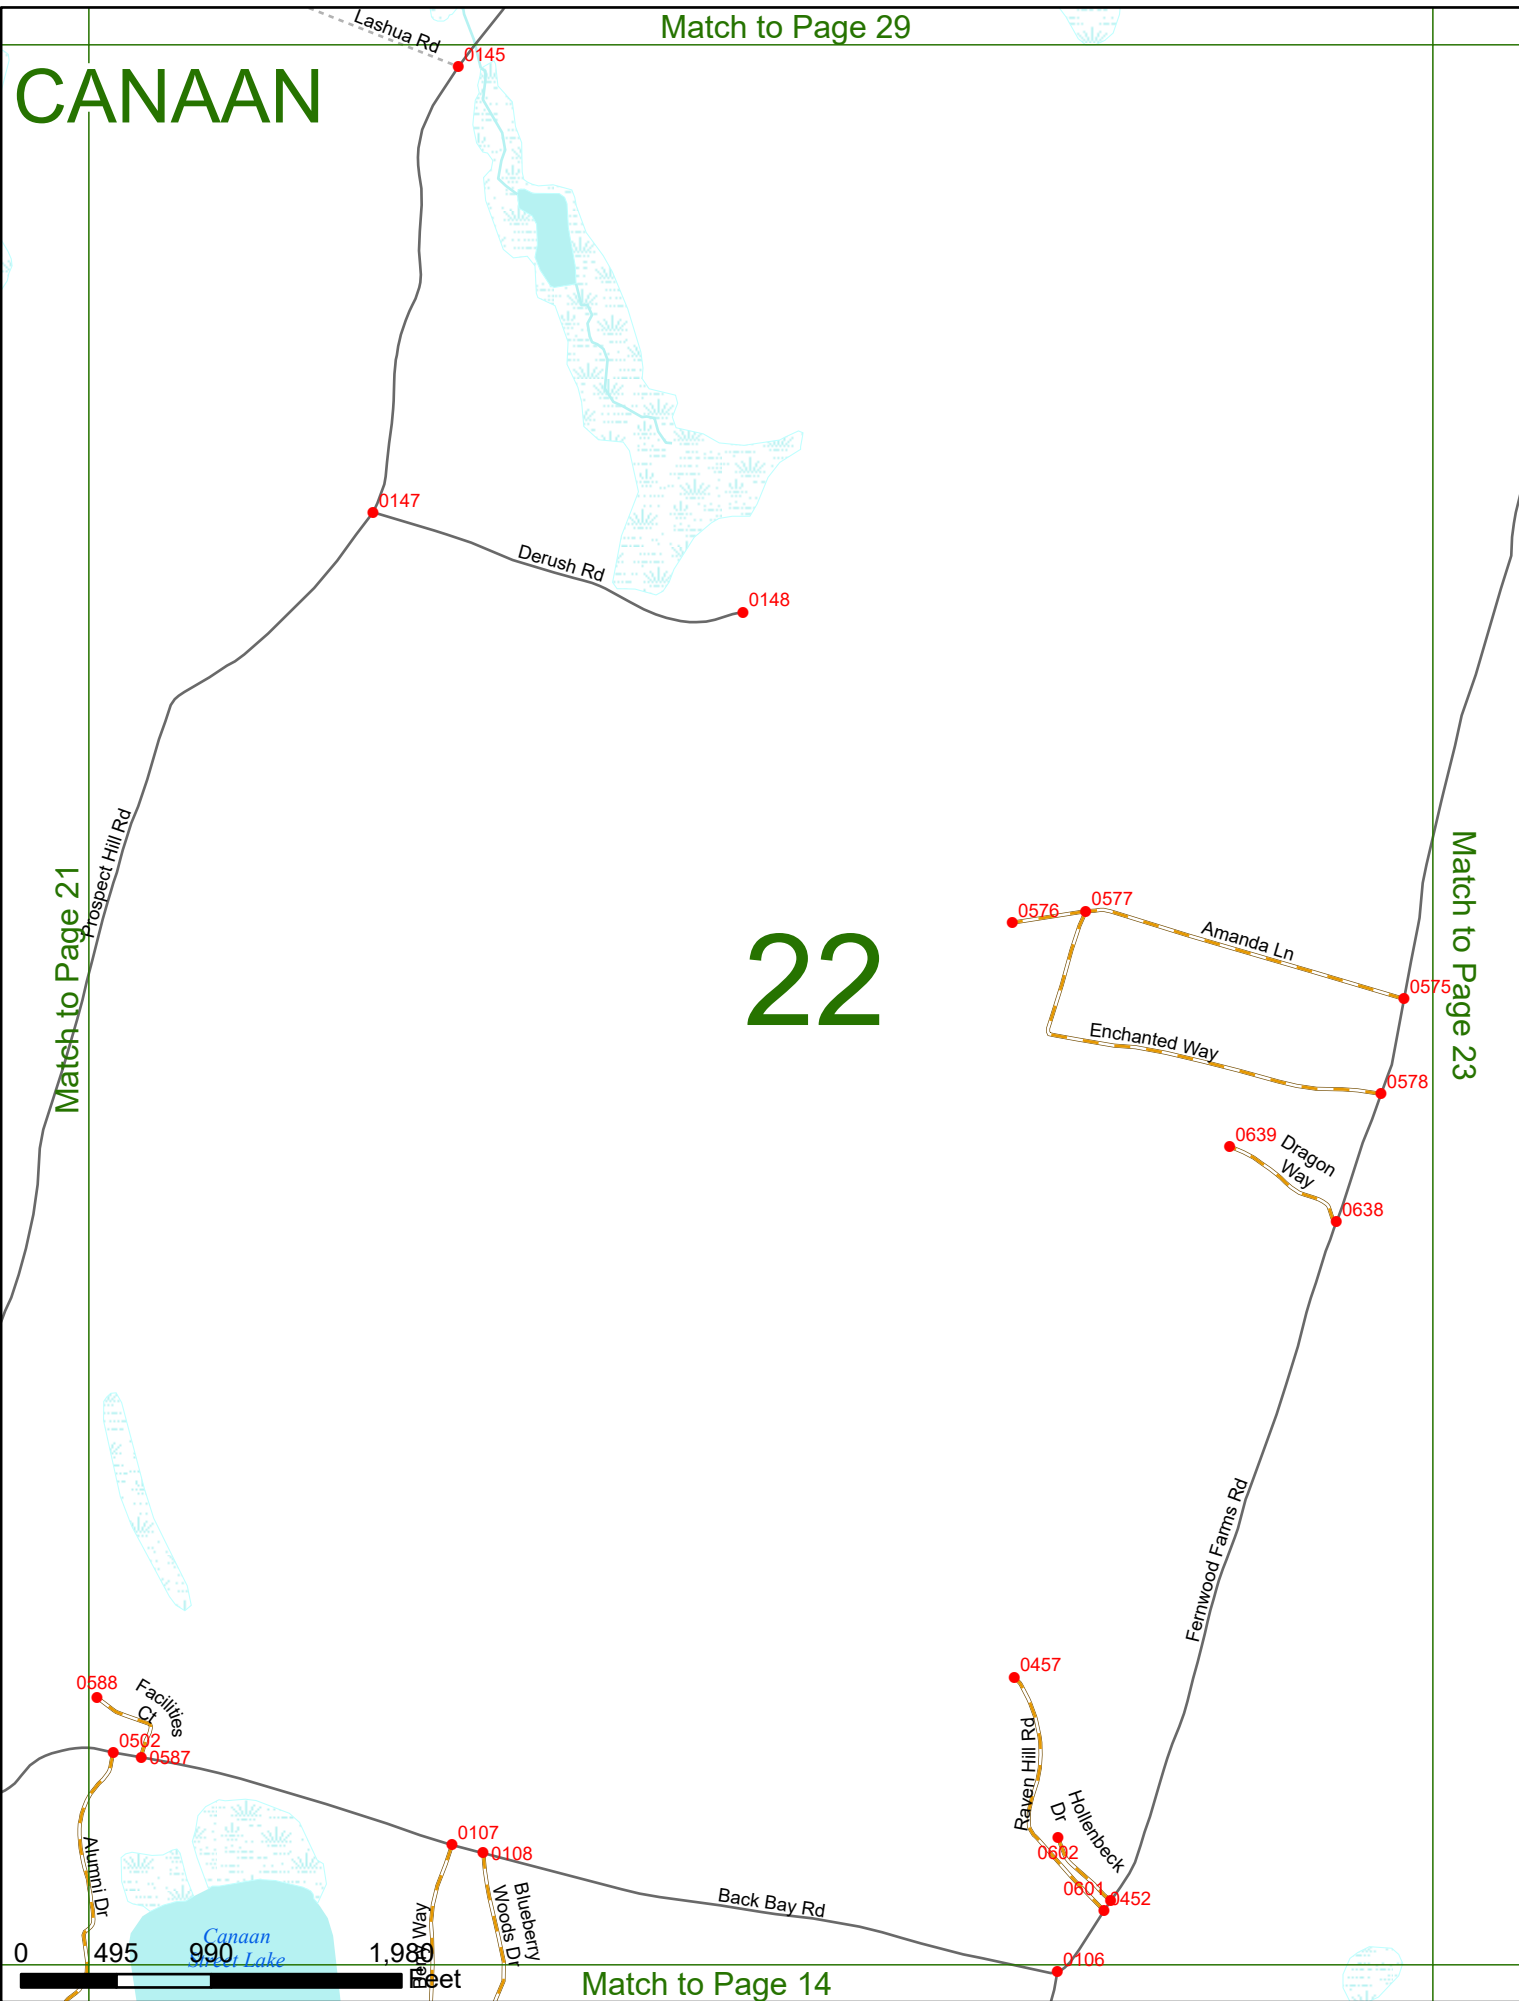 Match to Page 29
Lashua Rd
0145
CANAAN
0147
Derush Rd
0148
Prospect Hill Rd
Match to Page 21
Match to Page 23
22
0576
0577
Amanda Ln
0575
Enchanted Way
0578
0639
Dragon
Way
0638
Fernwood Farms Rd
0457
Raven Hill Rd
Hollenbeck
Dr
0602
0601
0452
0106
0588
Facilities
Ct
0502
0587
Alumni Dr
0107
0108
Back Bay Rd
Blueberry
Woods Dr
Way
Canaan
Street Lake
0
495
990
1,980
Feet
Match to Page 14